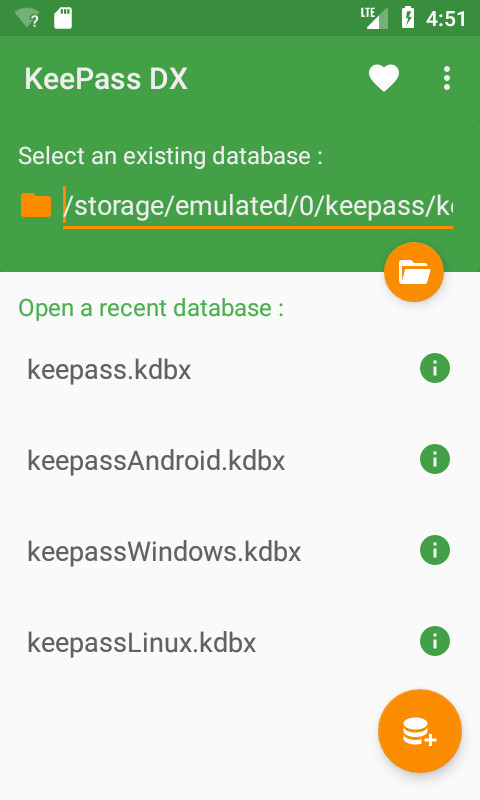 LTE 4:51
KeePass DX
Select an existing database :
/storage/emulated/0/keepass/k
Open a recent database :
keepass.kdbx
keepassAndroid.kdbx
keepassWindows.kdbx
keepassLinux.kdbx